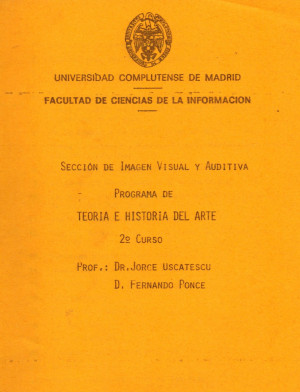 UNIVERSIDAD COMPLUTENSE DE MADRID
FACULTAD DE CIENCIAS DE LA INFORMACION
SECCIÓN DE IMAGEN VISUAL Y AUDITIVA
PROGRAMA DE
TEORIA E HISTORIA DEL ARTE
2º CURSO
PROF.: DR.JORGE USCATESCU
D. FERNANDO PONCE